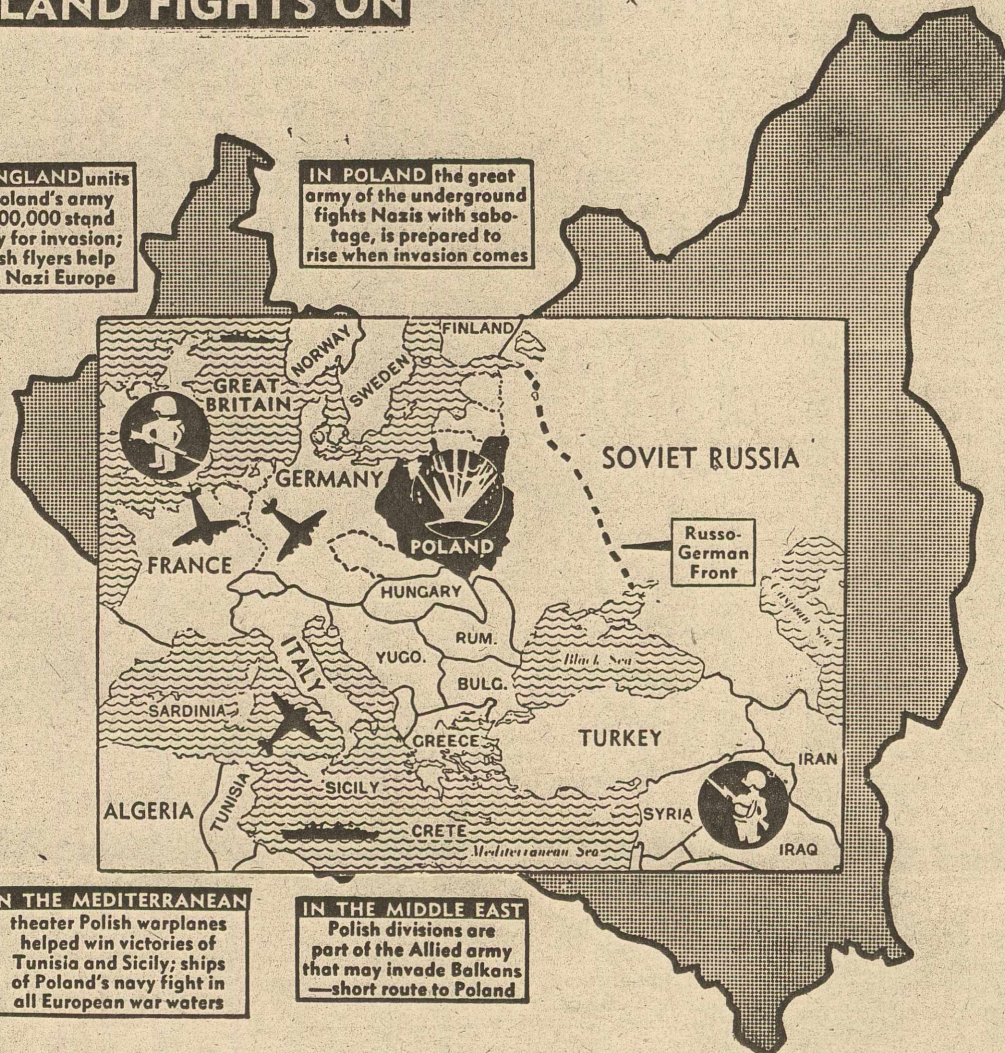 LAND FIGHTS ON
NGLAND units
oland's army
00,000 stand
y for invasion;
sh flyers help
Nazi Europe
IN POLAND the great
army of the underground
fights Nazis with sabo-
tage, is prepared to
rise when invasion comes
FINLAND
NORWAY
SWEDEN
GREAT
BRITAIN
SOVIET RUSSIA
GERMANY
POLAND
Russo-
German
Front
FRANCE
HUNGARY
RUM.
YUGO.
ITALY
Black Sea
BULG.
SARDINIA
GREECE
TURKEY
IRAN
SICILY
ALGERIA
TUNISIA
SYRIA
CRETE
Mediterranean Sea
IRAQ
N THE MEDITERRANEAN
theater Polish warplanes
helped win victories of
Tunisia and Sicily; ships
of Poland's navy fight in
all European war waters
IN THE MIDDLE EAST
Polish divisions are
part of the Allied army
that may invade Balkans
—short route to Poland